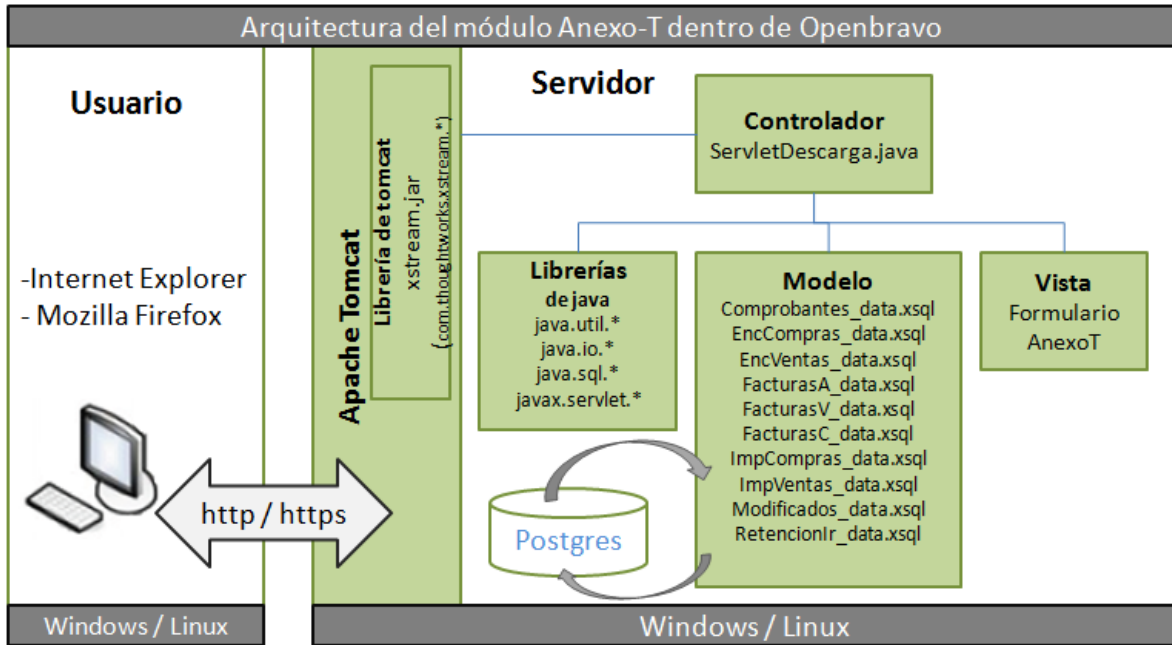 Arquitectura del módulo Anexo-T dentro de Openbravo
Usuario
-Internet Explorer
- Mozilla Firefox
http / https
Windows / Linux
Apache Tomcat
Librería de tomcat
xstream.jar
(com.thoughtworks.xstream.*)
Servidor
Controlador
ServletDescarga.java
Librerías
de java
java.util.*
java.io.*
java.sql.*
javax.servlet.*
Modelo
Comprobantes_data.xsql
EncCompras_data.xsql
EncVentas_data.xsql
FacturasA_data.xsql
FacturasV_data.xsql
FacturasC_data.xsql
ImpCompras_data.xsql
ImpVentas_data.xsql
Modificados_data.xsql
RetencionIr_data.xsql
Vista
Formulario
AnexoT
Postgres
Windows / Linux